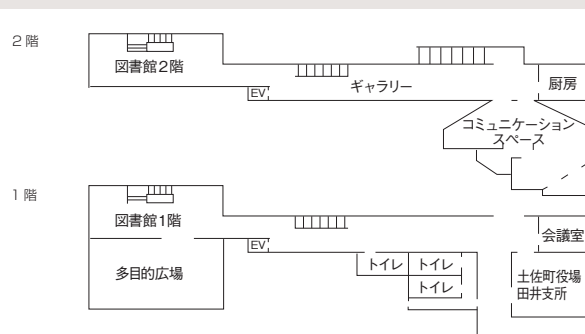 2階
図書館2階
EV
ギャラリー
厨房
コミュニケーション
スペース
1階
図書館1階
EV
会議室
多目的広場
トイレ
トイレ
トイレ
土佐町役場
田井支所